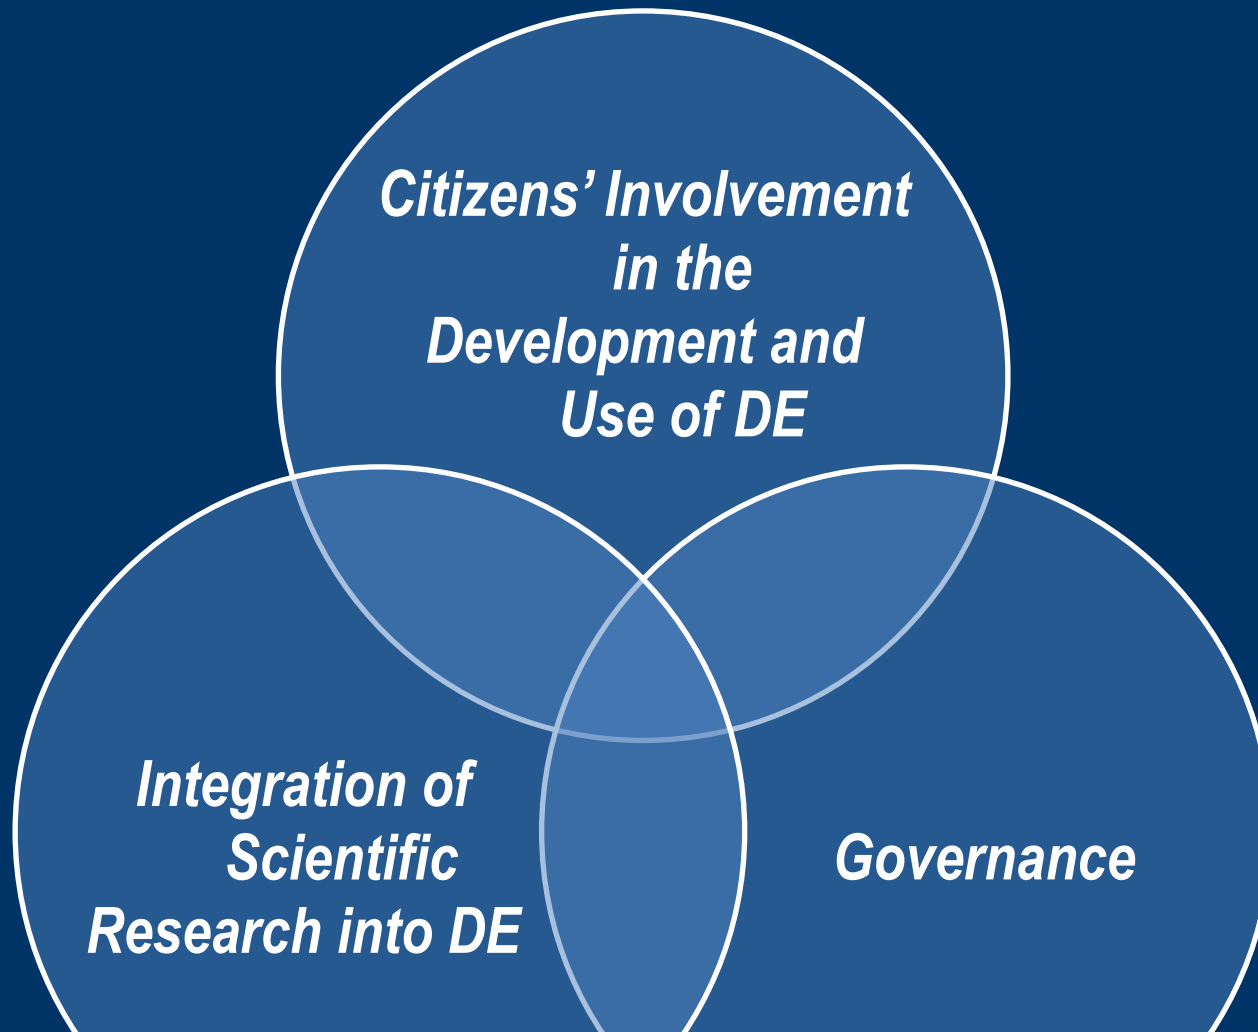 Citizens’ Involvement
in the
Development and
Use of DE
Integration of
Scientific
Research into DE
Governance